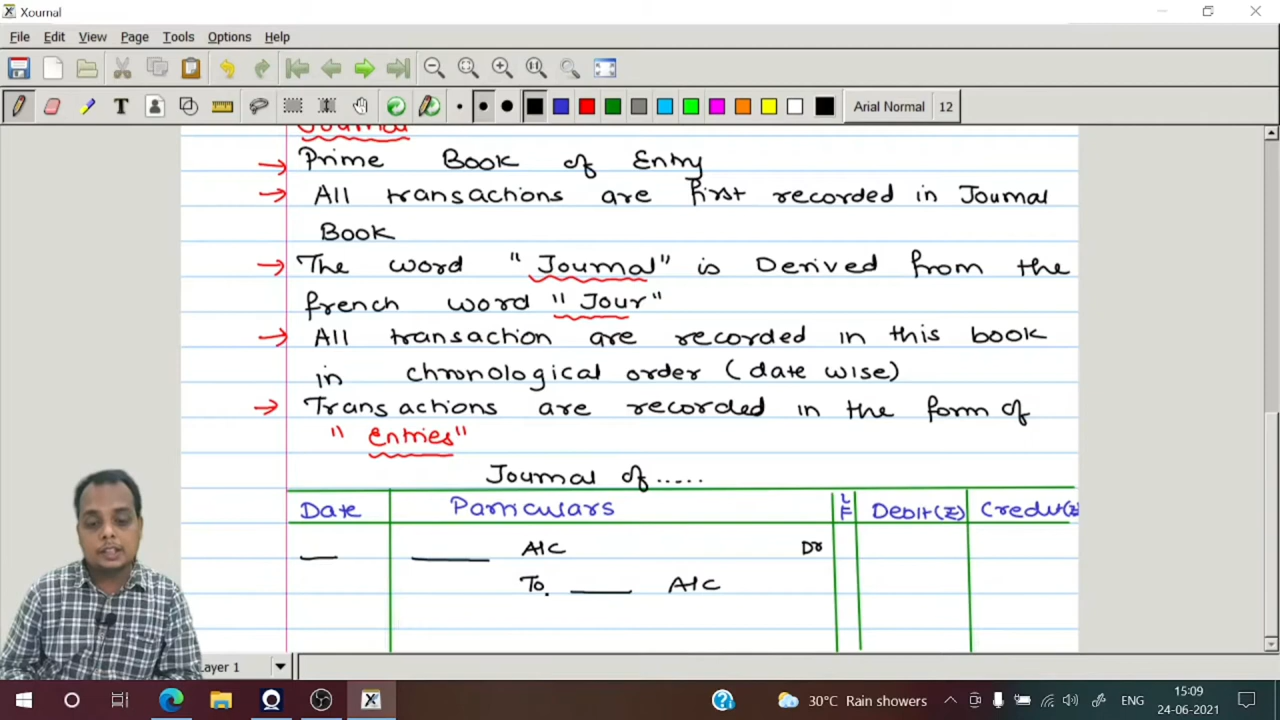 Xournal
File Edit View Page Tools Options Help
Arial Normal 12
Journal
Prime Book of Entry
All transactions are first recorded in Journal
Book
The word "Journal" is Derived from the
french word "Jour"
All transaction are recorded in this book
in chronological order (date wise)
Transactions are recorded in the form of
"Entries"
Journal of.....
Date Particulars LF Debit(₹) Credit(₹)
A/C Dr
To A/C
Layer 1
30°C Rain showers ENG 15:09
24-06-2021